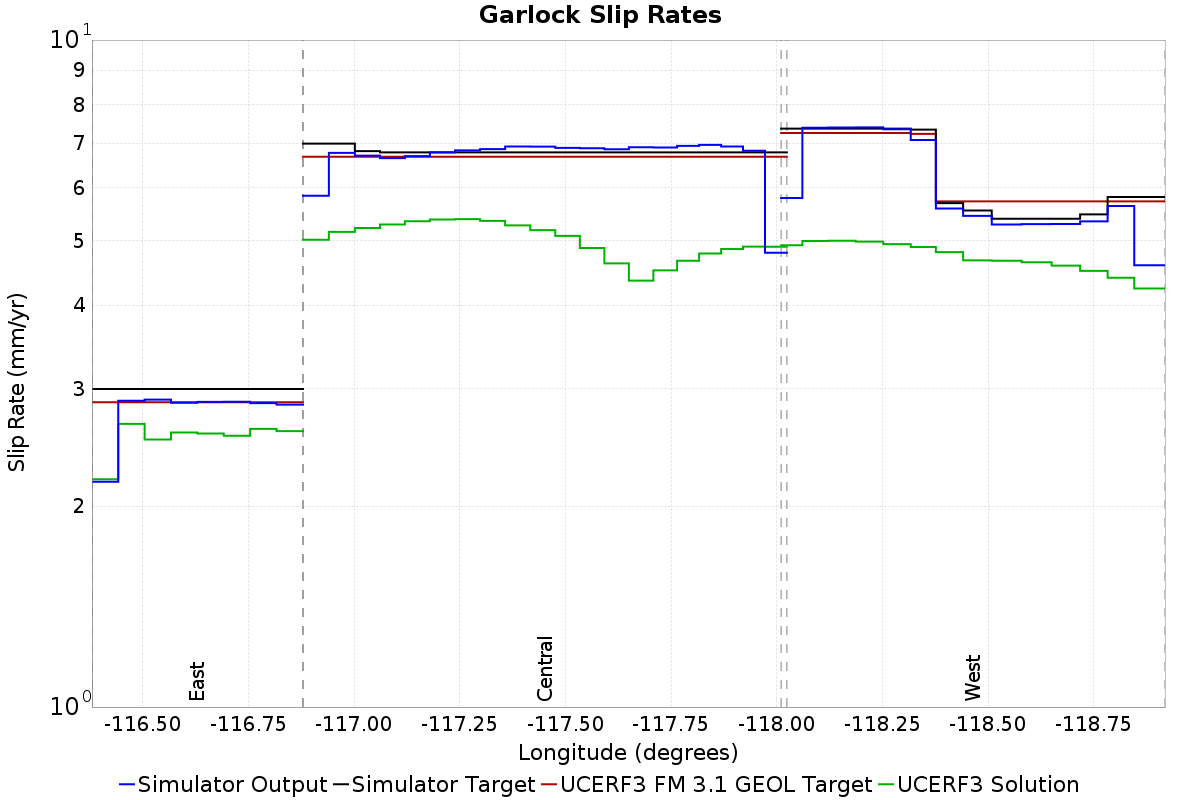 Garlock Slip Rates
10^1
9
8
7
6
5
4
3
2
10^0
Slip Rate (mm/yr)
East
Central
West
-116.50 -116.75 -117.00 -117.25 -117.50 -117.75 -118.00 -118.25 -118.50 -118.75
Longitude (degrees)
Simulator Output Simulator Target UCERF3 FM 3.1 GEOL Target UCERF3 Solution